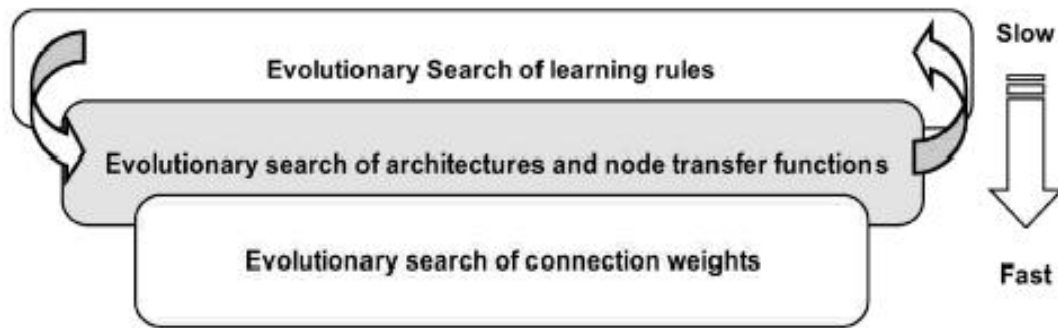 Slow
Evolutionary Search of learning rules
Evolutionary search of architectures and node transfer functions
Evolutionary search of connection weights
Fast